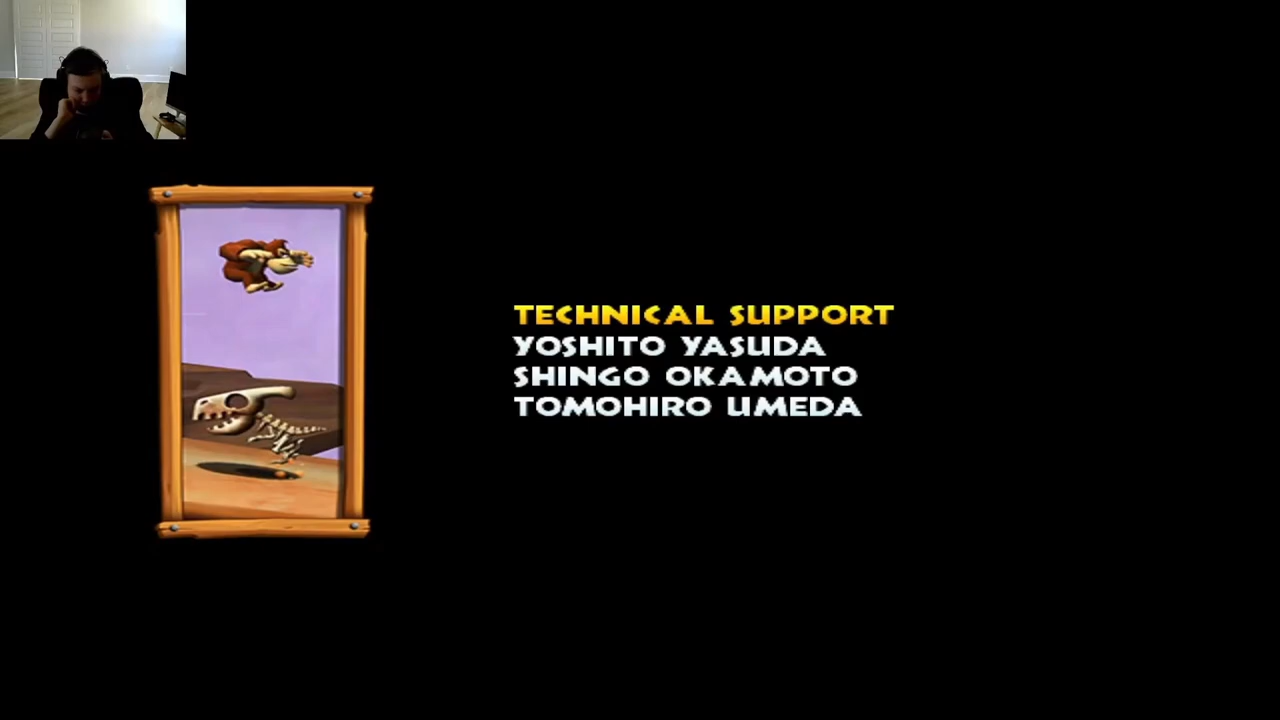 TECHNICAL SUPPORT
YOSHITO YASUDA
SHINGO OKAMOTO
TOMOHIRO UMEDA